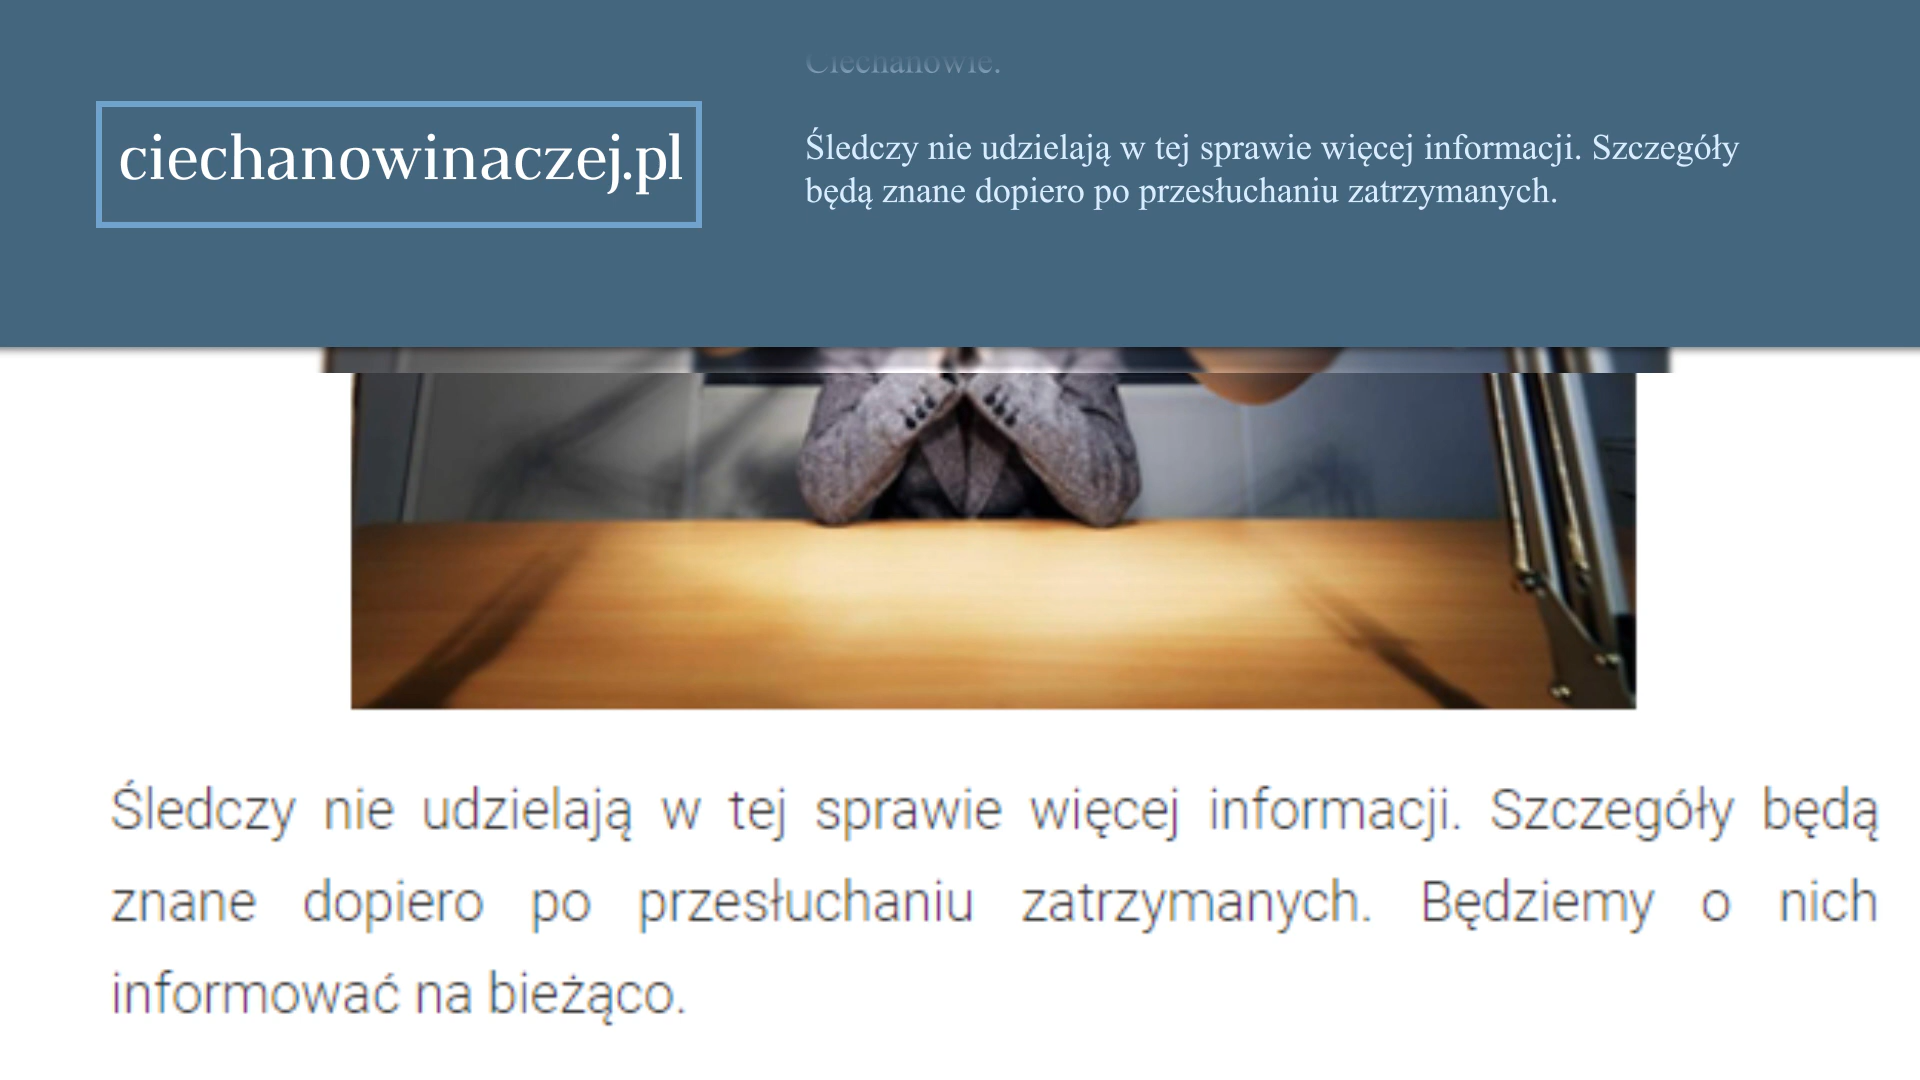 Ciechanowie.
ciechanowinaczej.pl
Śledczy nie udzielają w tej sprawie więcej informacji. Szczegóły
będą znane dopiero po przesłuchaniu zatrzymanych.
Śledczy nie udzielają w tej sprawie więcej informacji. Szczegóły będą
znane dopiero po przesłuchaniu zatrzymanych. Będziemy o nich
informować na bieżąco.